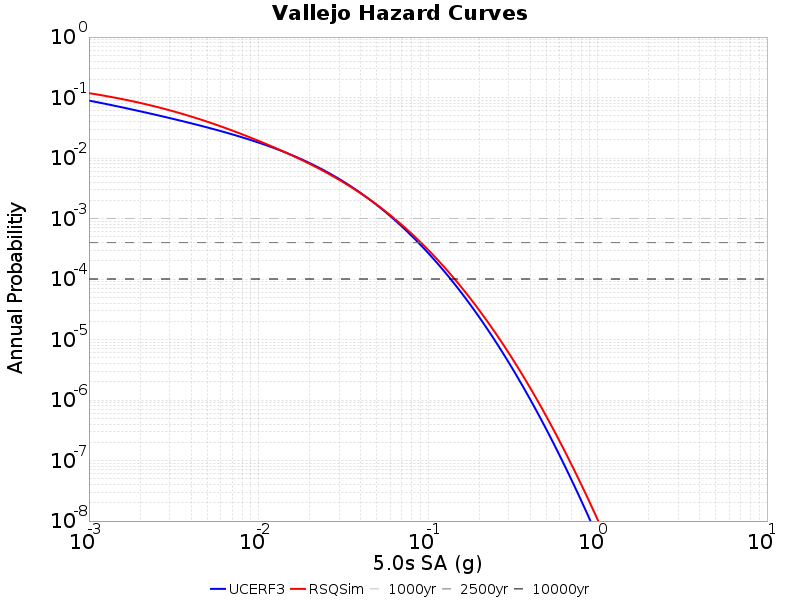 Vallejo Hazard Curves
10^0
10^-1
10^-2
10^-3
10^-4
10^-5
10^-6
10^-7
10^-8
Annual Probabilitiy
10^-3 10^-2 10^-1 10^0 10^1
5.0s SA (g)
UCERF3 RSQSim 1000yr 2500yr 10000yr